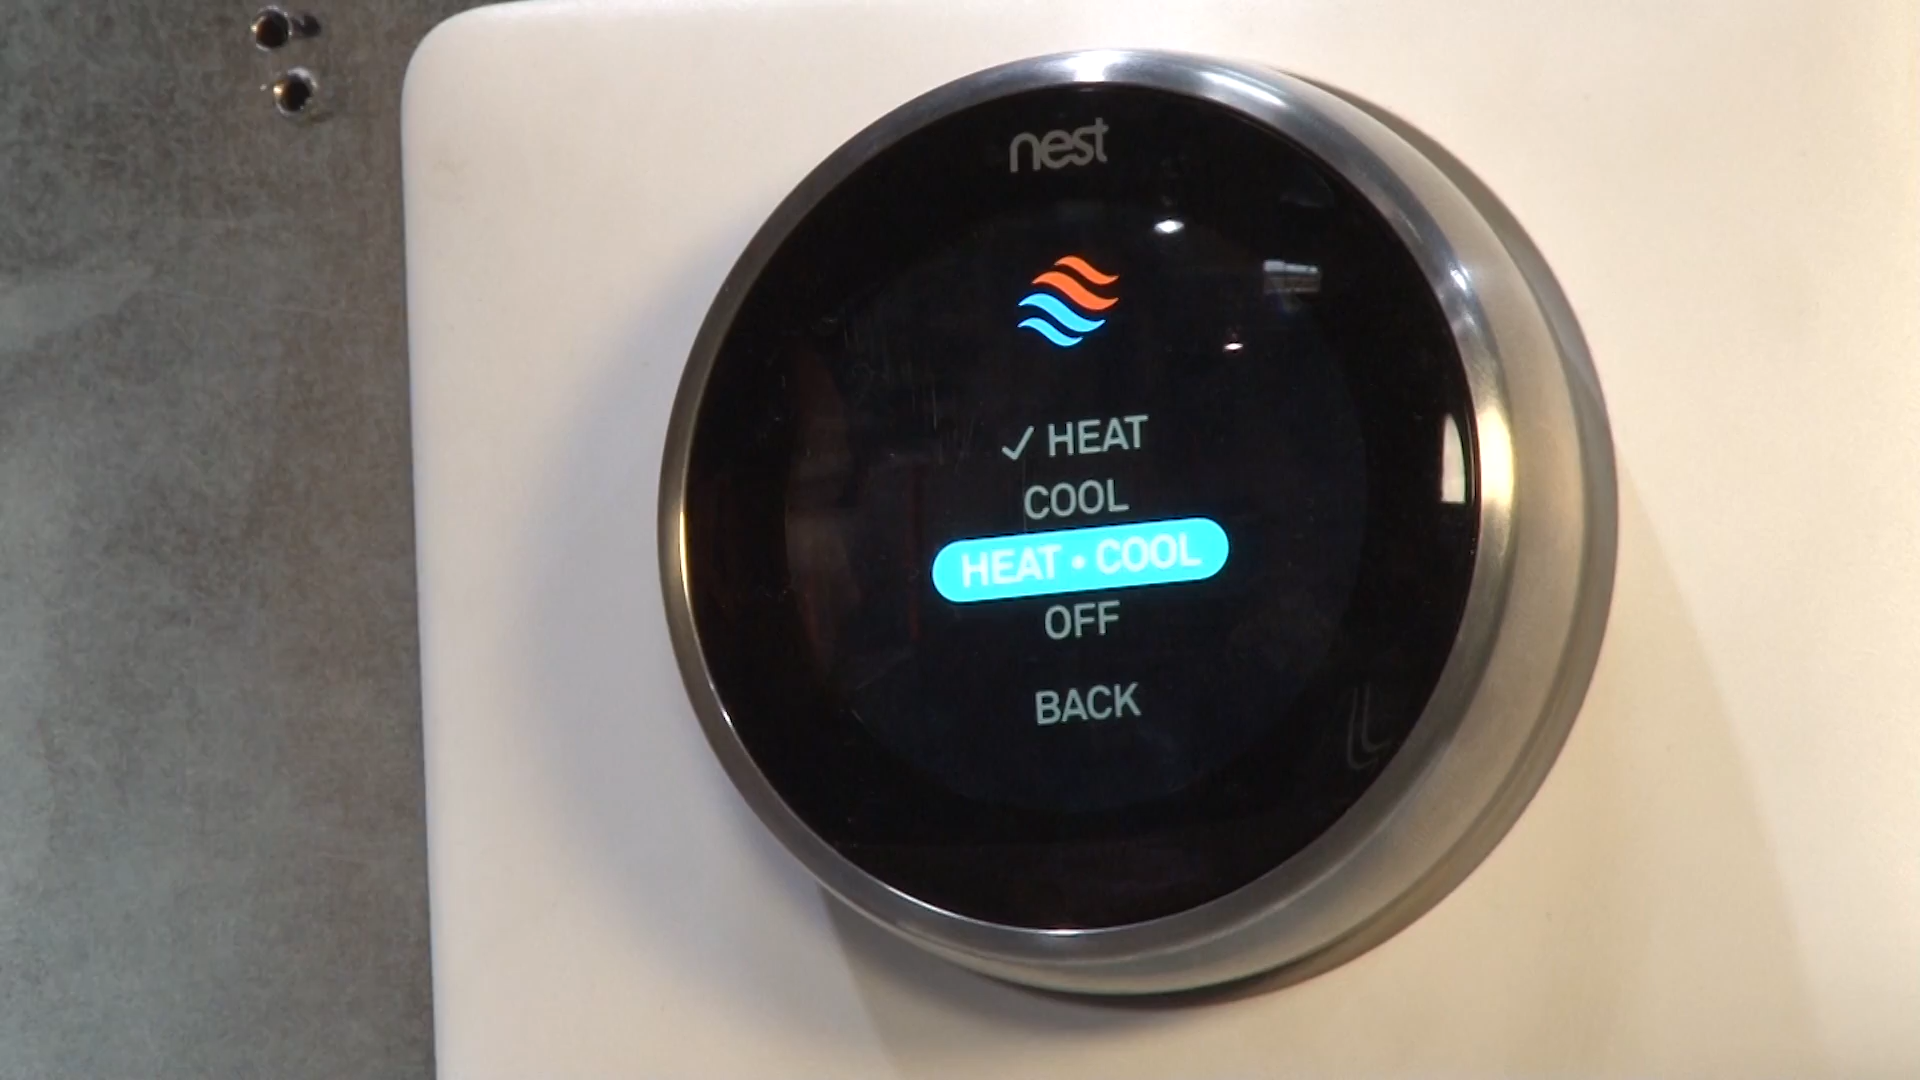 nest
✓ HEAT
COOL
HEAT • COOL
OFF
BACK